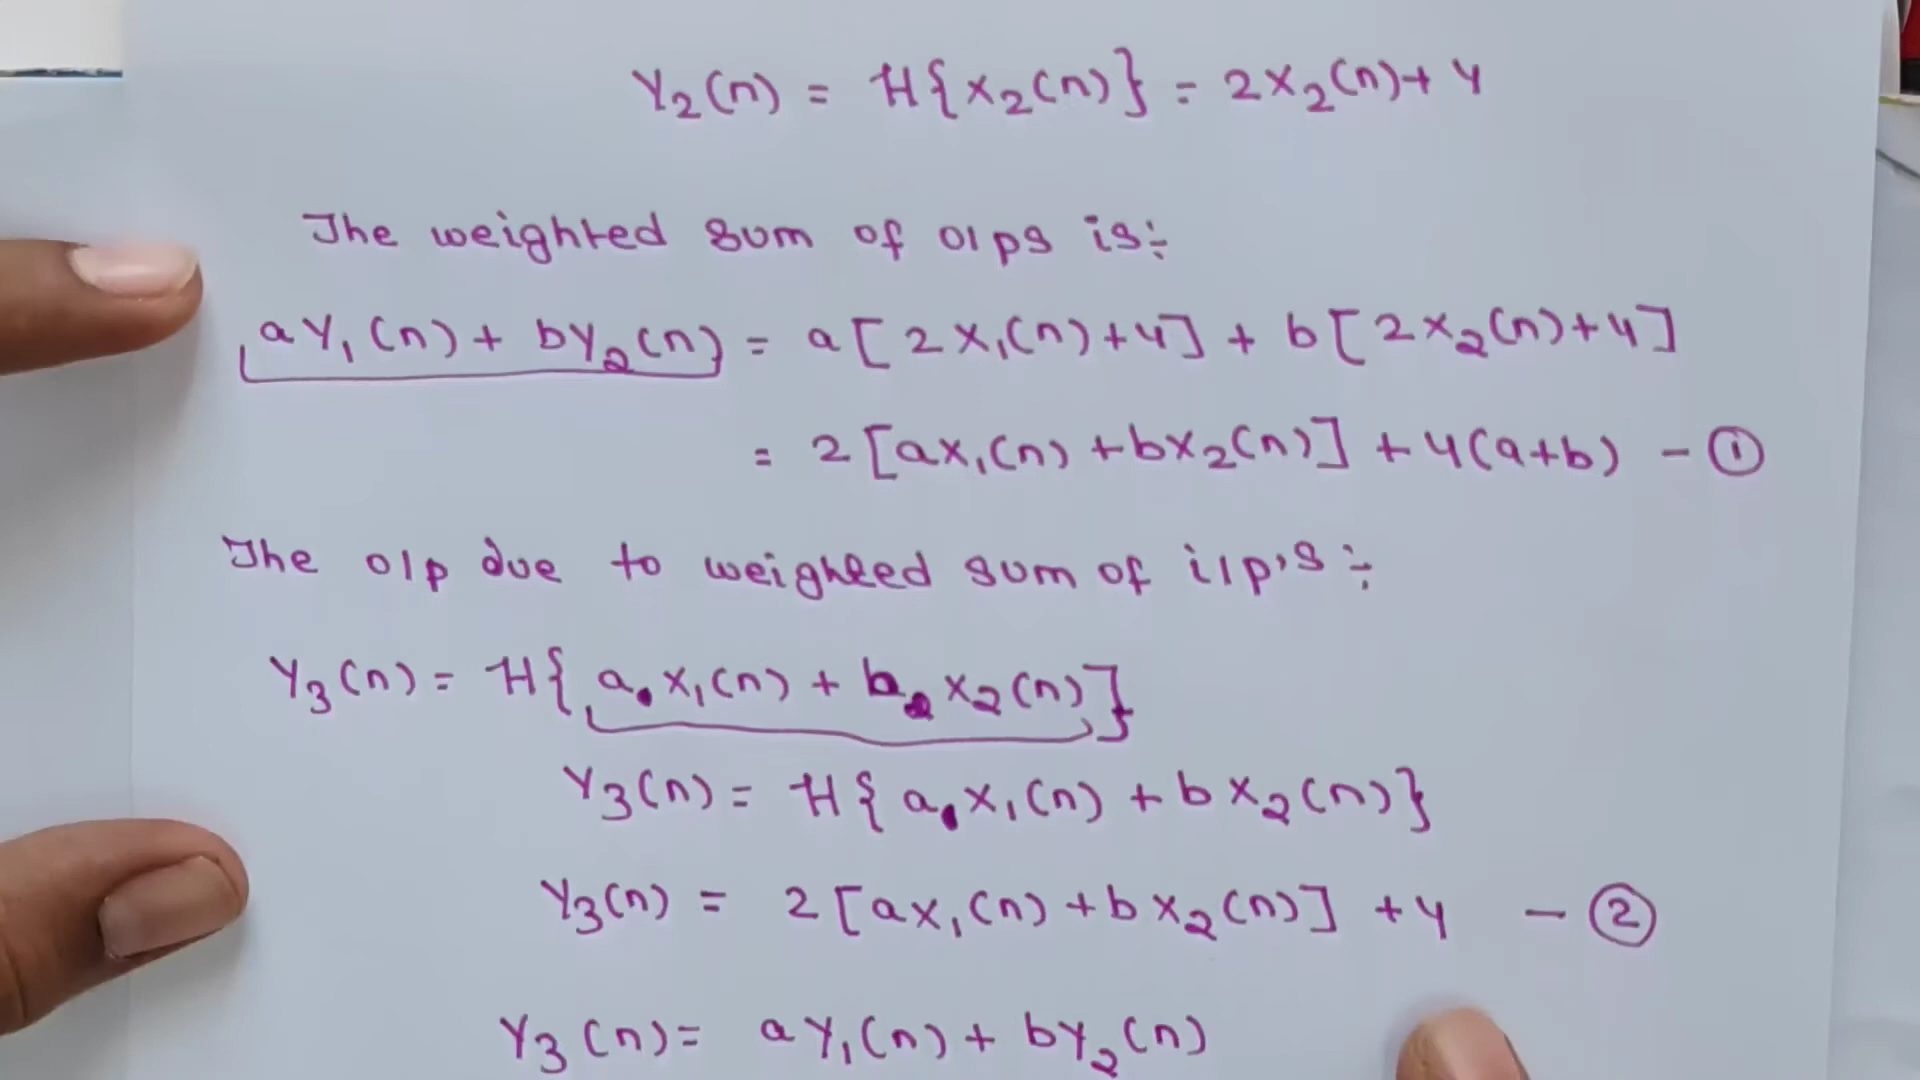 Y₂(n) = H{x₂(n)} = 2x₂(n)+4
The weighted sum of o/ps is÷
aY₁(n)+ bY₂(n) = a[2x₁(n)+4] + b[2x₂(n)+4]
= 2[ax₁(n)+bx₂(n)] +4(a+b) - ①
The o/p due to weighted sum of i/p's ÷
Y₃(n)= H{a x₁(n) + b x₂(n)}
Y₃(n)= H{a x₁(n) + b x₂(n)}
Y₃(n) = 2[ax₁(n)+b x₂(n)] +4 - ②
Y₃(n)= aY₁(n)+ bY₂(n)